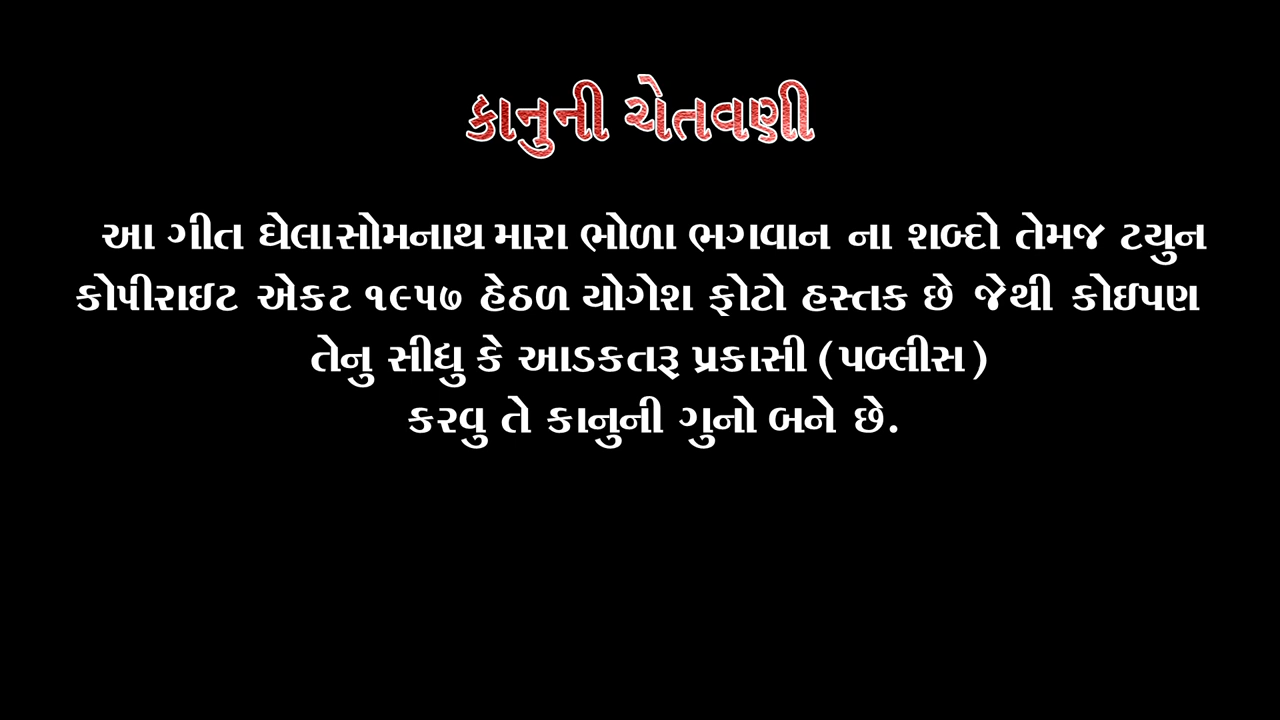 કાનુની ચેતવણી
આ ગીત ઘેલાસોમનાથ મારા ભોળા ભગવાન ના શબ્દો તેમજ ટયુન
કોપીરાઇટ એકટ ૧૯૫૭ હેઠળ યોગેશ ફોટો હસ્તક છે જેથી કોઇપણ
તેનુ સીધુ કે આડકતરૂ પ્રકાસી (પબ્લીસ)
કરવુ તે કાનુની ગુનો બને છે.